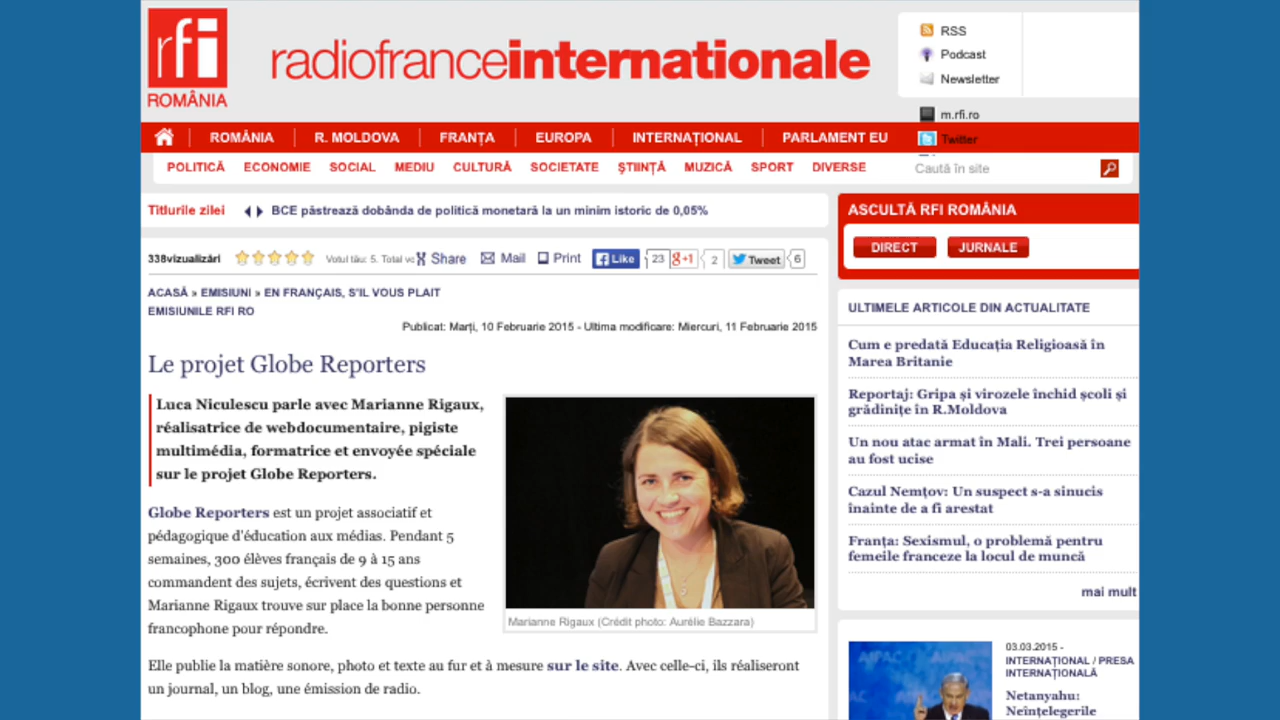 rfi
ROMÂNIA
radiofranceinternationale
RSS
Podcast
Newsletter
m.rfi.ro
Twitter
ROMÂNIA
R. MOLDOVA
FRANȚA
EUROPA
INTERNAȚIONAL
PARLAMENT EU
POLITICĂ
ECONOMIE
SOCIAL
MEDIU
CULTURĂ
SOCIETATE
ŞTIINȚĂ
MUZICĂ
SPORT
DIVERSE
Caută în site
Titlurile zilei
BCE păstrează dobânda de politică monetară la un minim istoric de 0,05%
338vizualizări
Votul tău: 5. Total vo
Share
Mail
Print
Like
23
+1
2
Tweet
6
ACASĂ » EMISIUNI » EN FRANÇAIS, S'IL VOUS PLAIT
EMISIUNILE RFI RO
Publicat: Marți, 10 Februarie 2015 - Ultima modificare: Miercuri, 11 Februarie 2015
Le projet Globe Reporters
Luca Niculescu parle avec Marianne Rigaux,
réalisatrice de webdocumentaire, pigiste
multimédia, formatrice et envoyée spéciale
sur le projet Globe Reporters.
Globe Reporters est un projet associatif et
pédagogique d'éducation aux médias. Pendant 5
semaines, 300 élèves français de 9 à 15 ans
commandent des sujets, écrivent des questions et
Marianne Rigaux trouve sur place la bonne personne
francophone pour répondre.
Marianne Rigaux (Crédit photo: Aurélie Bazzara)
Elle publie la matière sonore, photo et texte au fur et à mesure sur le site. Avec celle-ci, ils réaliseront
un journal, un blog, une émission de radio.
ASCULTĂ RFI ROMÂNIA
DIRECT
JURNALE
ULTIMELE ARTICOLE DIN ACTUALITATE
Cum e predată Educația Religioasă în
Marea Britanie
Reportaj: Gripa și virozele închid școli și
grădinițe în R.Moldova
Un nou atac armat în Mali. Trei persoane
au fost ucise
Cazul Nemțov: Un suspect s-a sinucis
înainte de a fi arestat
Franța: Sexismul, o problemă pentru
femeile franceze la locul de muncă
mai mult
AIPAC
03.03.2015 -
INTERNAȚIONAL / PRESA
INTERNAȚIONALĂ
Netanyahu:
Neînțelegerile